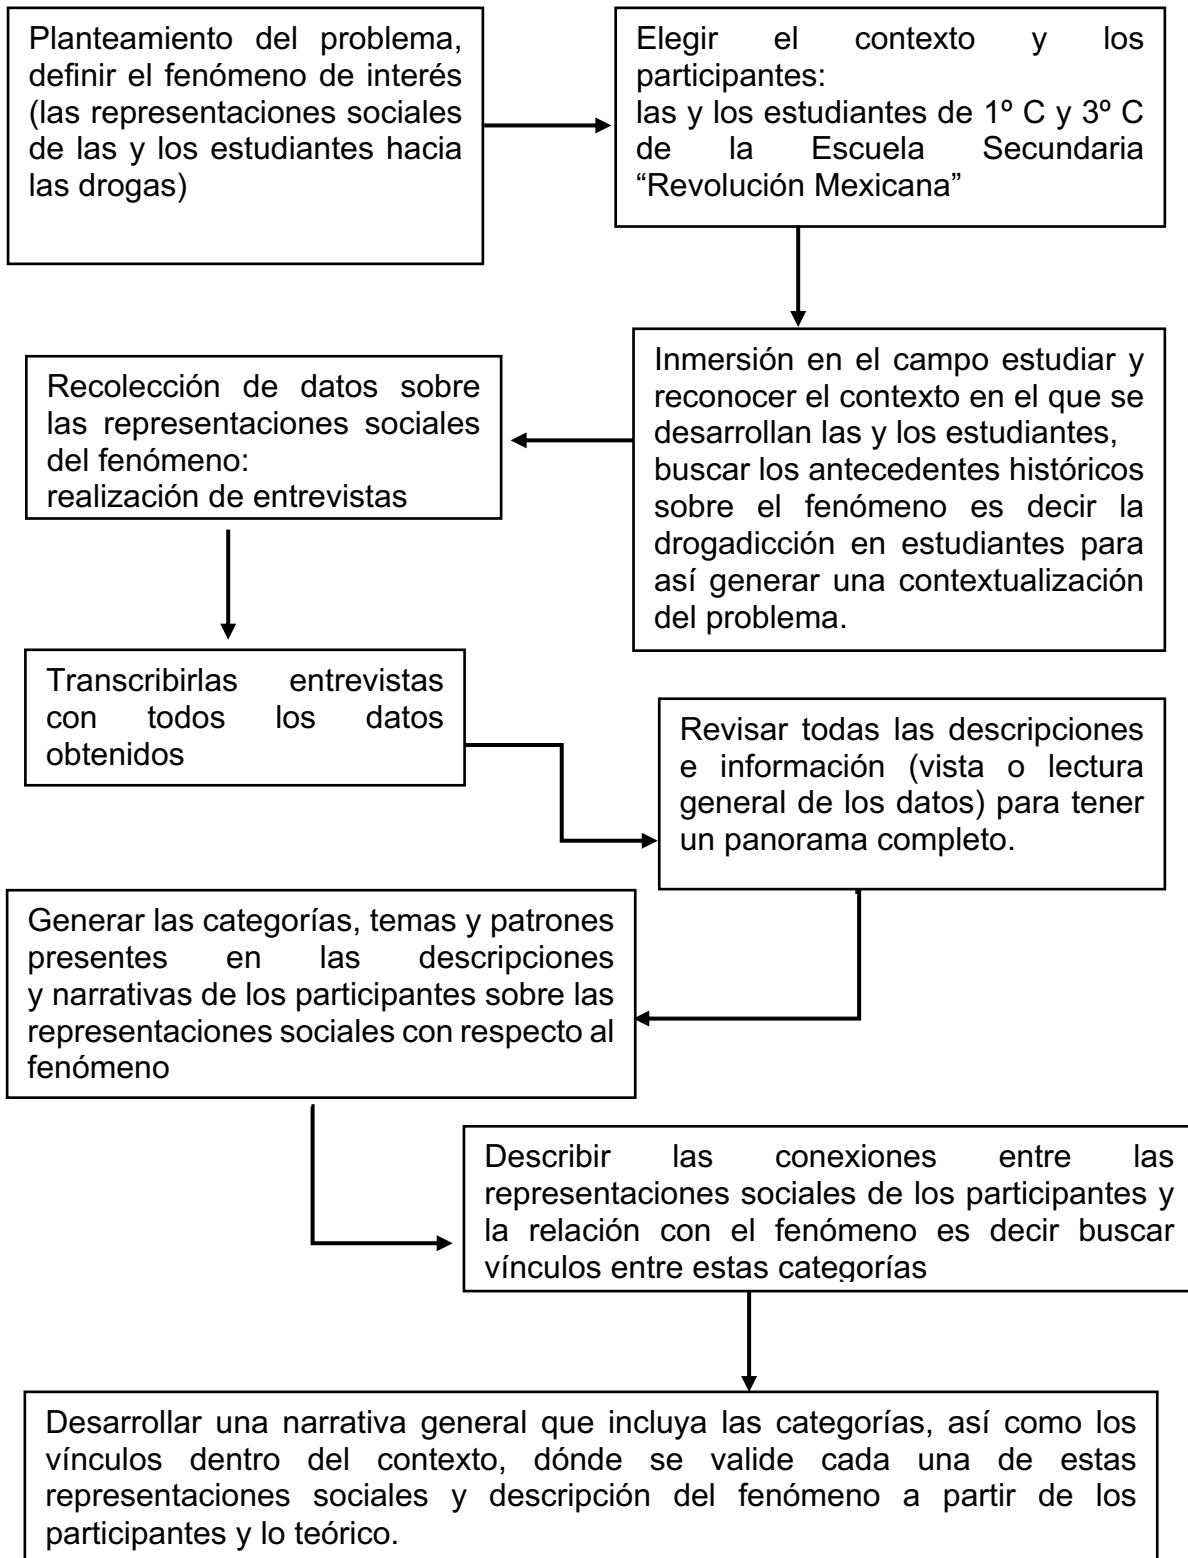 Planteamiento del problema,
definir el fenómeno de interés
(las representaciones sociales
de las y los estudiantes hacia
las drogas)
Elegir el contexto y los
participantes:
las y los estudiantes de 1º C y 3º C
de la Escuela Secundaria
“Revolución Mexicana”
Inmersión en el campo estudiar y
reconocer el contexto en el que se
desarrollan las y los estudiantes,
buscar los antecedentes históricos
sobre el fenómeno es decir la
drogadicción en estudiantes para
así generar una contextualización
del problema.
Recolección de datos sobre
las representaciones sociales
del fenómeno:
realización de entrevistas
Transcribirlas entrevistas
con todos los datos
obtenidos
Revisar todas las descripciones
e información (vista o lectura
general de los datos) para tener
un panorama completo.
Generar las categorías, temas y patrones
presentes en las descripciones
y narrativas de los participantes sobre las
representaciones sociales con respecto al
fenómeno
Describir las conexiones entre las
representaciones sociales de los participantes y
la relación con el fenómeno es decir buscar
vínculos entre estas categorías
Desarrollar una narrativa general que incluya las categorías, así como los
vínculos dentro del contexto, dónde se valide cada una de estas
representaciones sociales y descripción del fenómeno a partir de los
participantes y lo teórico.